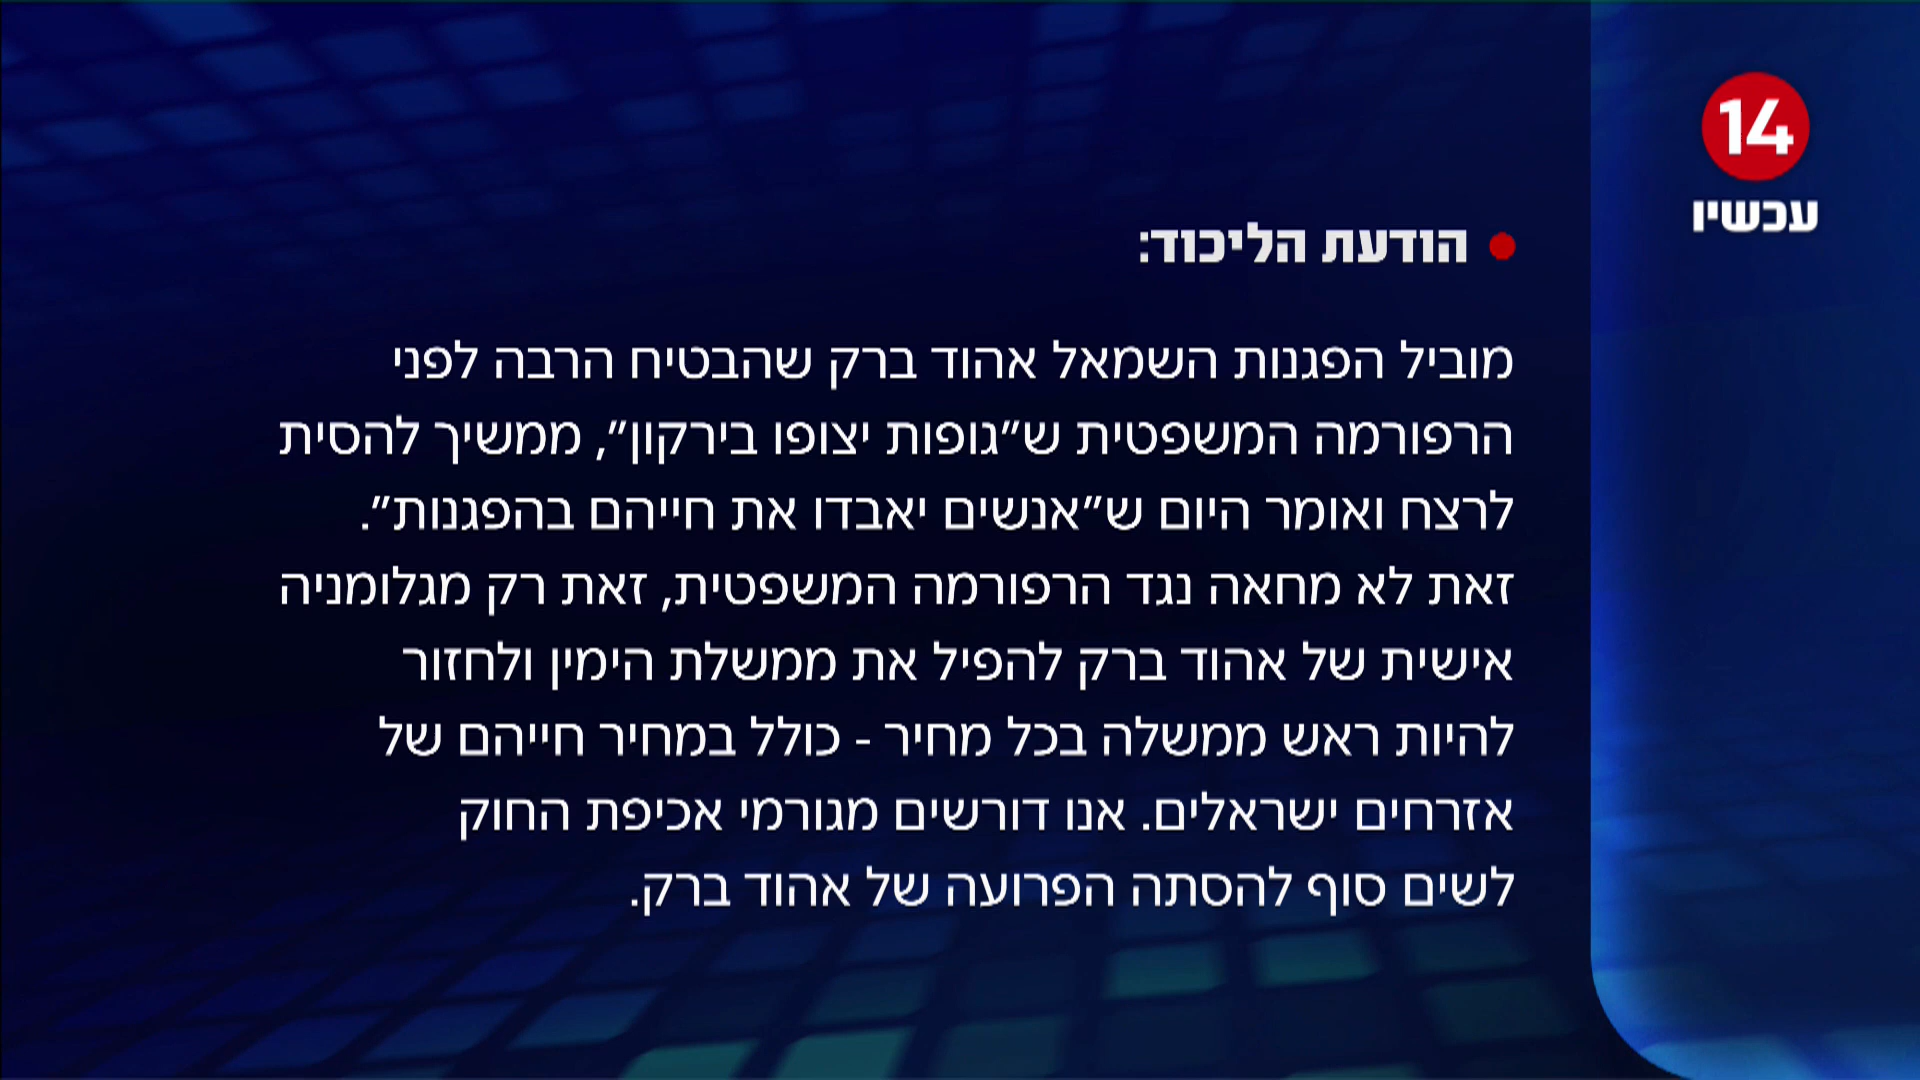 14
עכשיו
הודעת הליכוד:
מוביל הפגנות השמאל אהוד ברק שהבטיח הרבה לפני
הרפורמה המשפטית ש״גופות יצופו בירקון״, ממשיך להסית
לרצח ואומר היום ש״אנשים יאבדו את חייהם בהפגנות״.
זאת לא מחאה נגד הרפורמה המשפטית, זאת רק מגלומניה
אישית של אהוד ברק להפיל את ממשלת הימין ולחזור
להיות ראש ממשלה בכל מחיר - כולל במחיר חייהם של
אזרחים ישראלים. אנו דורשים מגורמי אכיפת החוק
לשים סוף להסתה הפרועה של אהוד ברק.